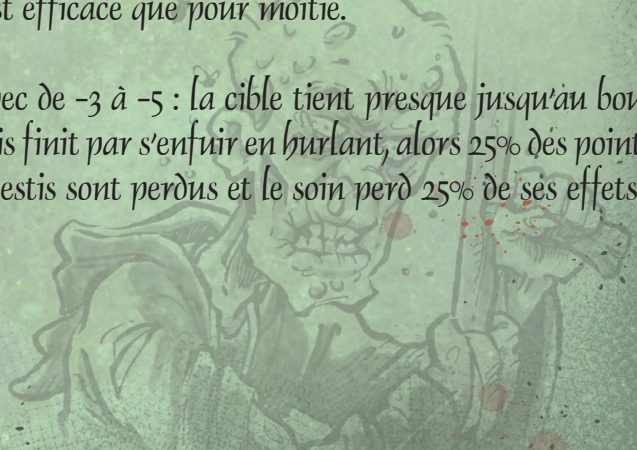 st efficace que pour moitié.
ec de -3 à -5 : la cible tient presque jusqu'au bou
is finit par s'enfuir en hurlant, alors 25% des point
estis sont perdus et le soin perd 25% de ses effets